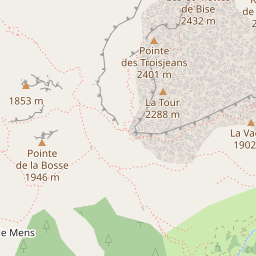 de Bise
2432 m
Pointe
des Troisjeans
2401 m
1853 m
La Tour
2288 m
La Va
1902
Pointe
de la Bosse
1946 m
e Mens